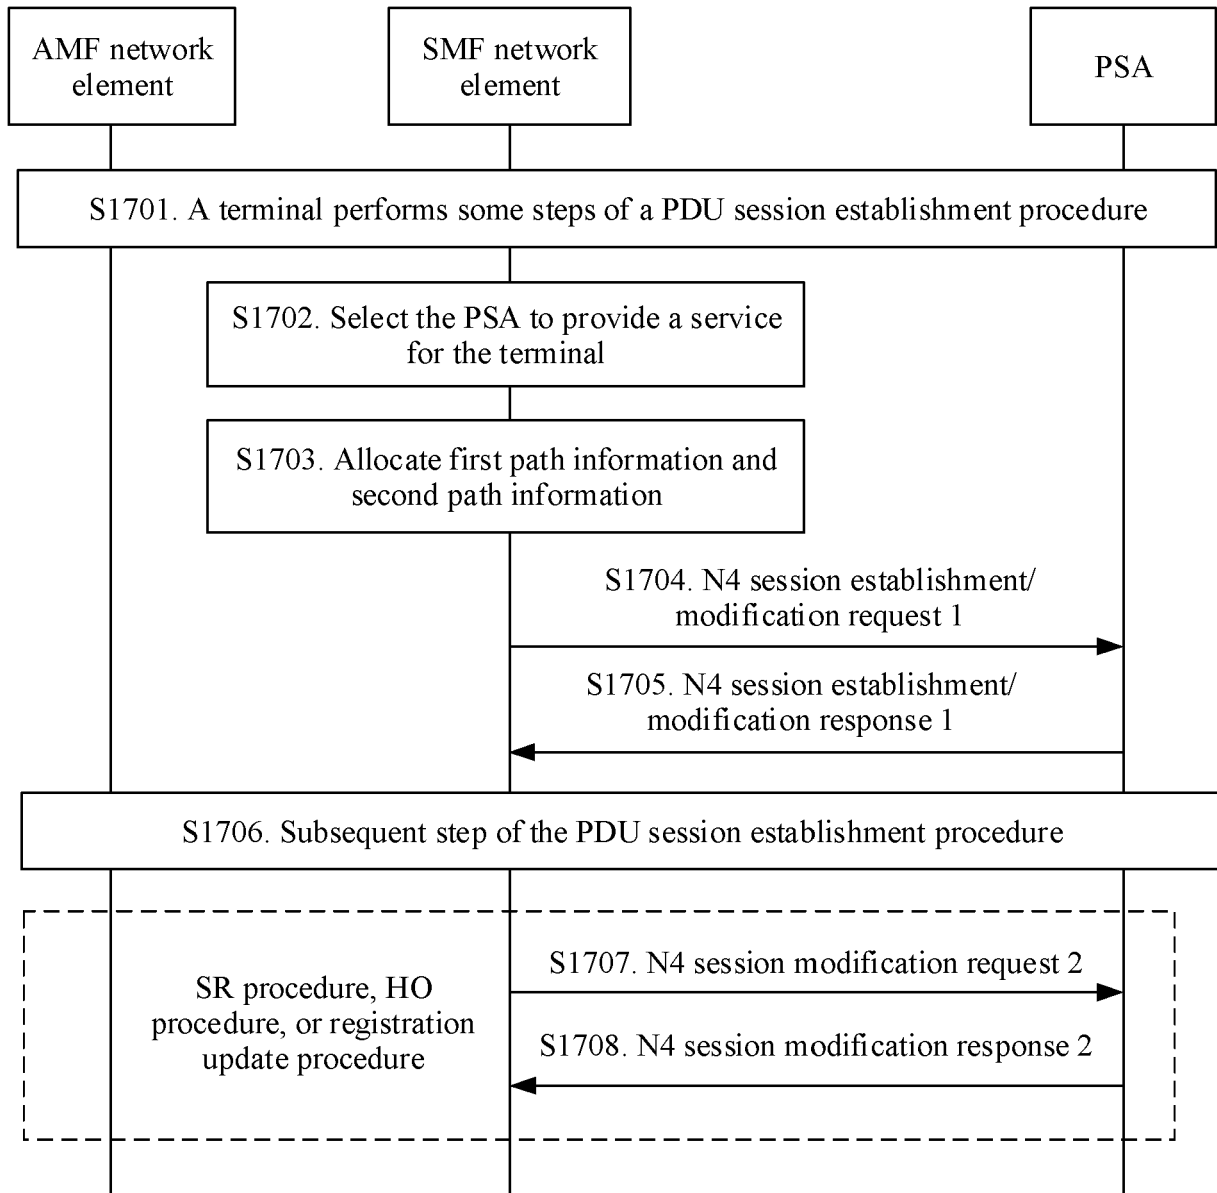 AMF network
element
SMF network
element
PSA
S1701. A terminal performs some steps of a PDU session establishment procedure
S1702. Select the PSA to provide a service
for the terminal
S1703. Allocate first path information and
second path information
S1704. N4 session establishment/
modification request 1
S1705. N4 session establishment/
modification response 1
S1706. Subsequent step of the PDU session establishment procedure
SR procedure, HO
procedure, or registration
update procedure
S1707. N4 session modification request 2
S1708. N4 session modification response 2